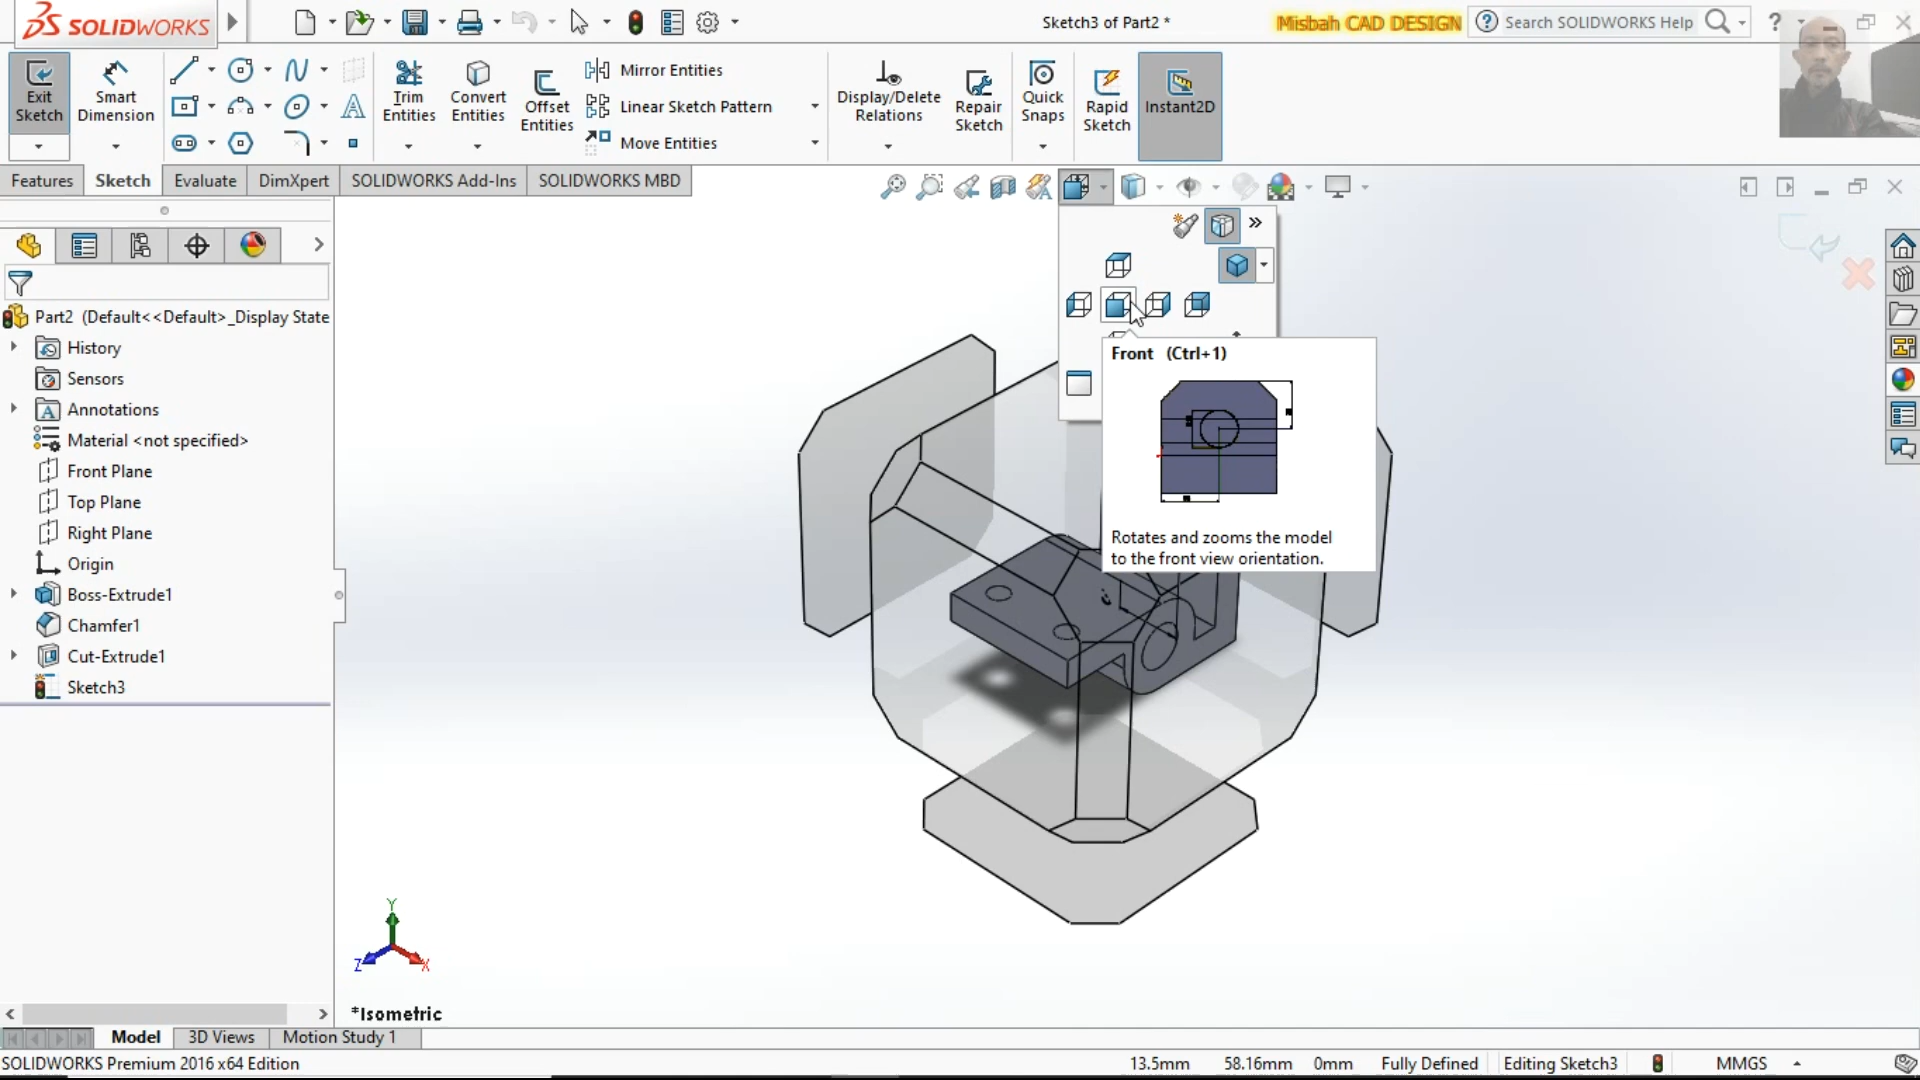 SOLIDWORKS
Sketch3 of Part2 *
Misbah CAD DESIGN
Search SOLIDWORKS Help
Exit Sketch
Smart Dimension
Trim Entities
Convert Entities
Offset Entities
Mirror Entities
Linear Sketch Pattern
Move Entities
Display/Delete Relations
Repair Sketch
Quick Snaps
Rapid Sketch
Instant2D
Features
Sketch
Evaluate
DimXpert
SOLIDWORKS Add-Ins
SOLIDWORKS MBD
Part2 (Default<<Default>_Display State
History
Sensors
Annotations
Material <not specified>
Front Plane
Top Plane
Right Plane
Origin
Boss-Extrude1
Chamfer1
Cut-Extrude1
Sketch3
Front (Ctrl+1)
Rotates and zooms the model
to the front view orientation.
Y
Z
X
*Isometric
Model
3D Views
Motion Study 1
SOLIDWORKS Premium 2016 x64 Edition
13.5mm
58.16mm
0mm
Fully Defined
Editing Sketch3
MMGS